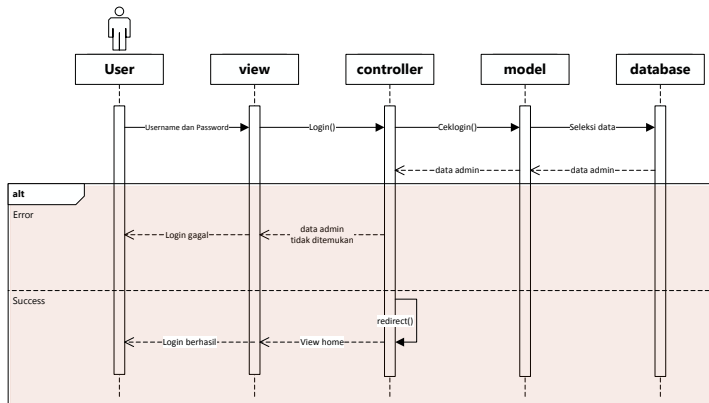 User
view
controller
model
database
Username dan Password
Login()
Ceklogin()
Seleksi data
data admin
data admin
alt
Error
Login gagal
data admin
tidak ditemukan
Success
redirect()
Login berhasil
View home